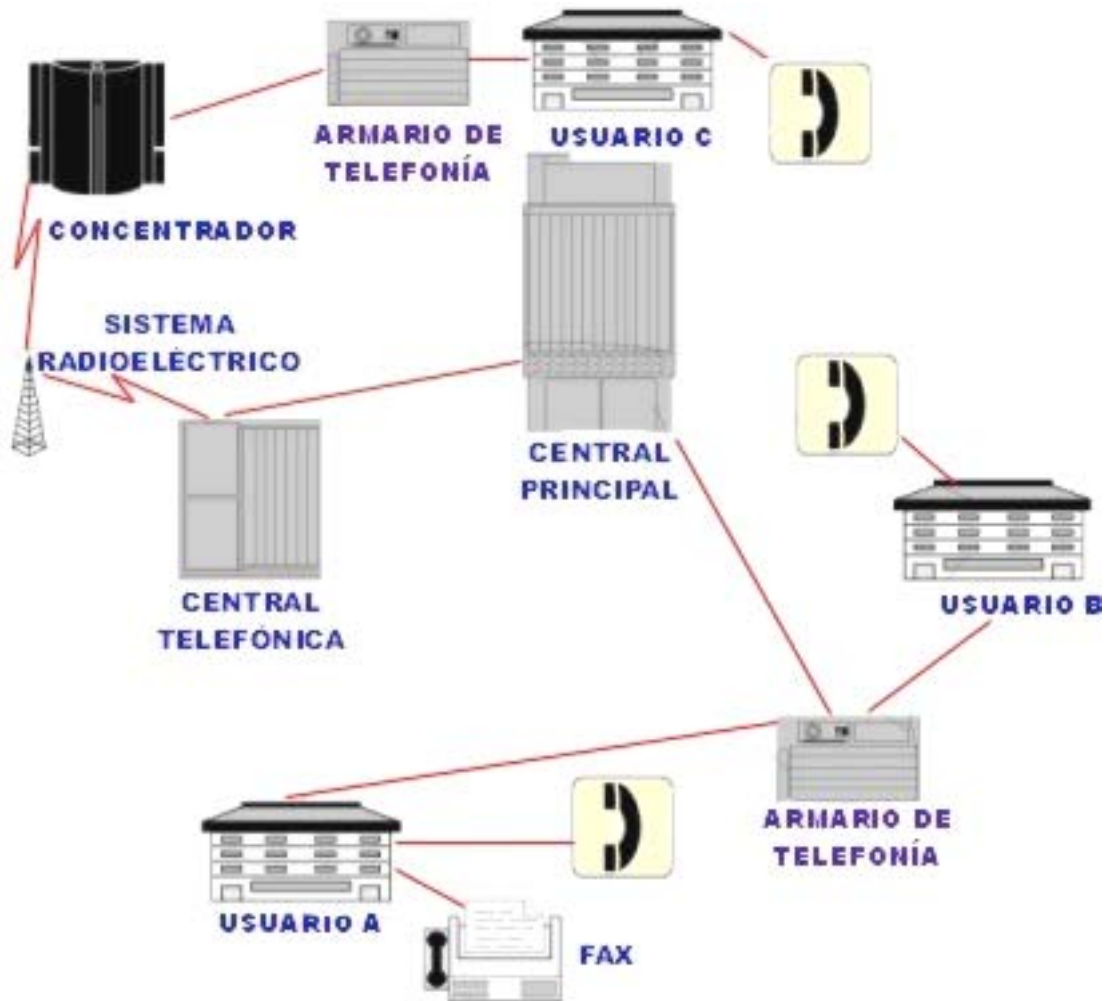 ARMARIO DE
TELEFONÍA
USUARIO C
CONCENTRADOR
SISTEMA
RADIOELÉCTRICO
CENTRAL
PRINCIPAL
CENTRAL
TELEFÓNICA
USUARIO B
ARMARIO DE
TELEFONÍA
USUARIO A
FAX